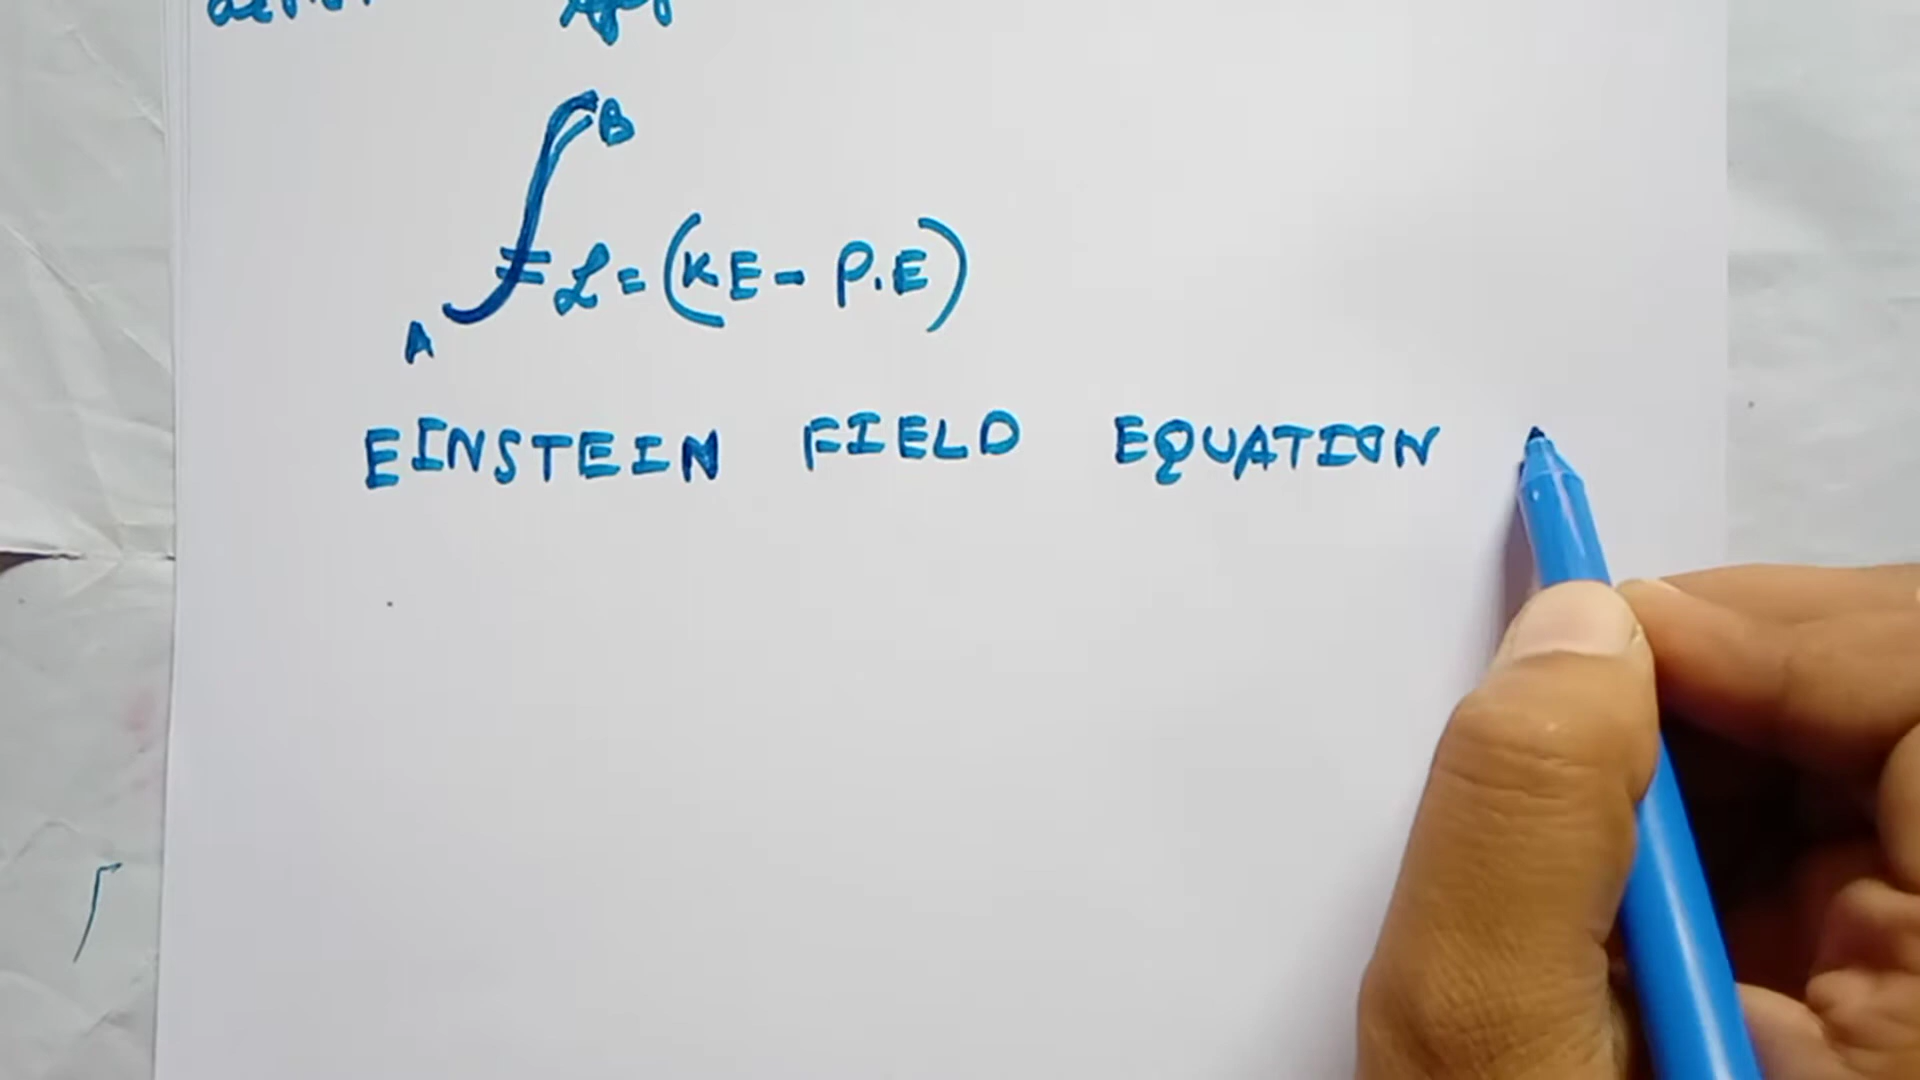 B
L = (KE - P.E)
A
EINSTEIN FIELD EQUATION